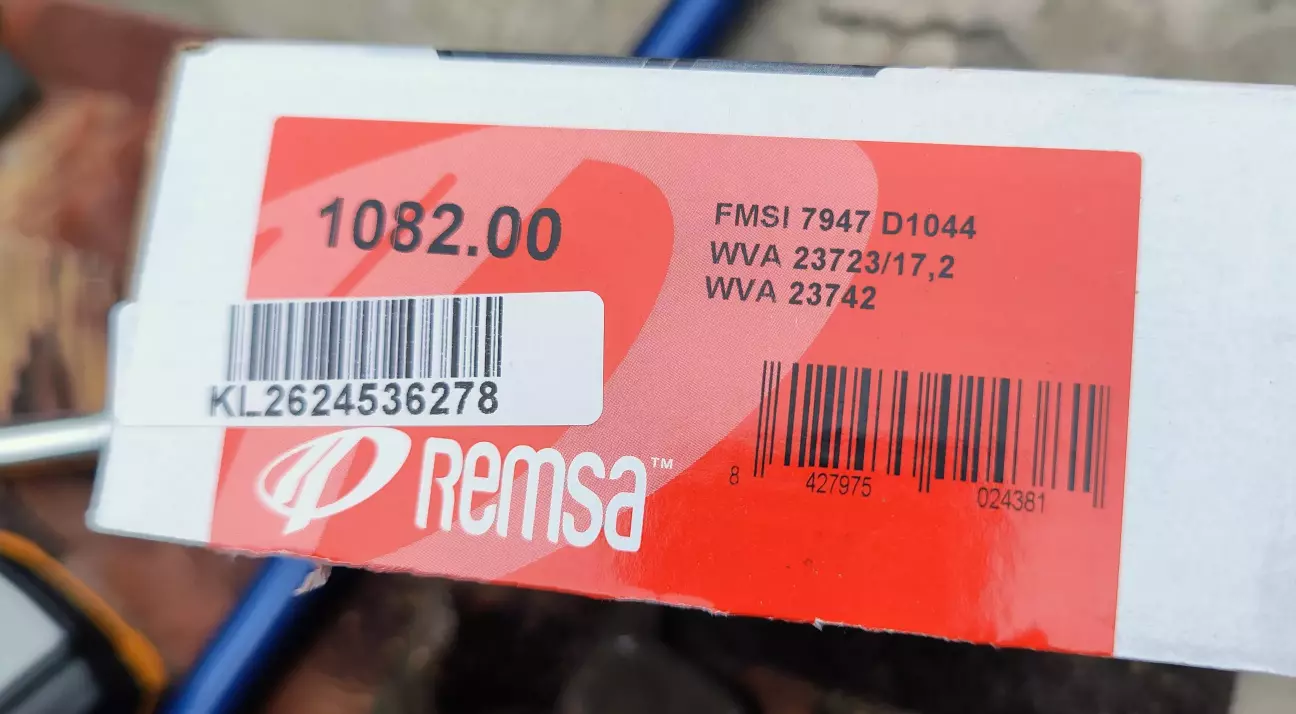 1082.00
FMSI 7947 D1044
WVA 23723/17,2
WVA 23742
KL2624536278
Remsa™
8 427975 024381